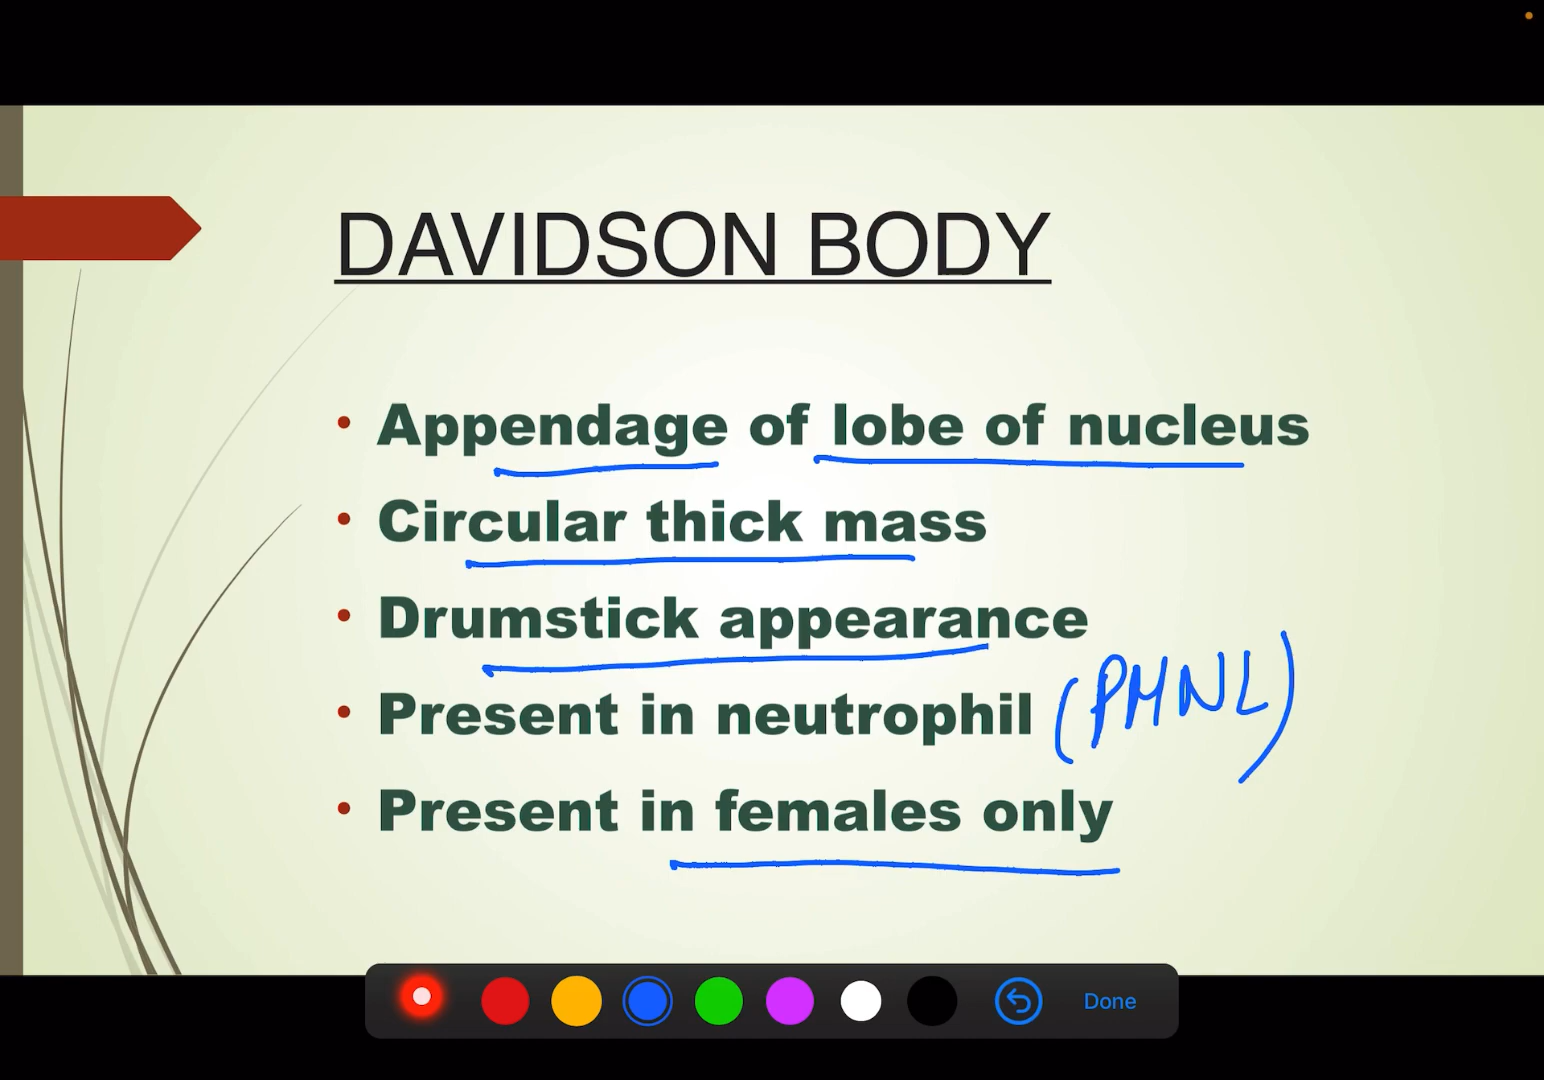 DAVIDSON BODY
• Appendage of lobe of nucleus
• Circular thick mass
• Drumstick appearance
• Present in neutrophil (PMNL)
• Present in females only
Done